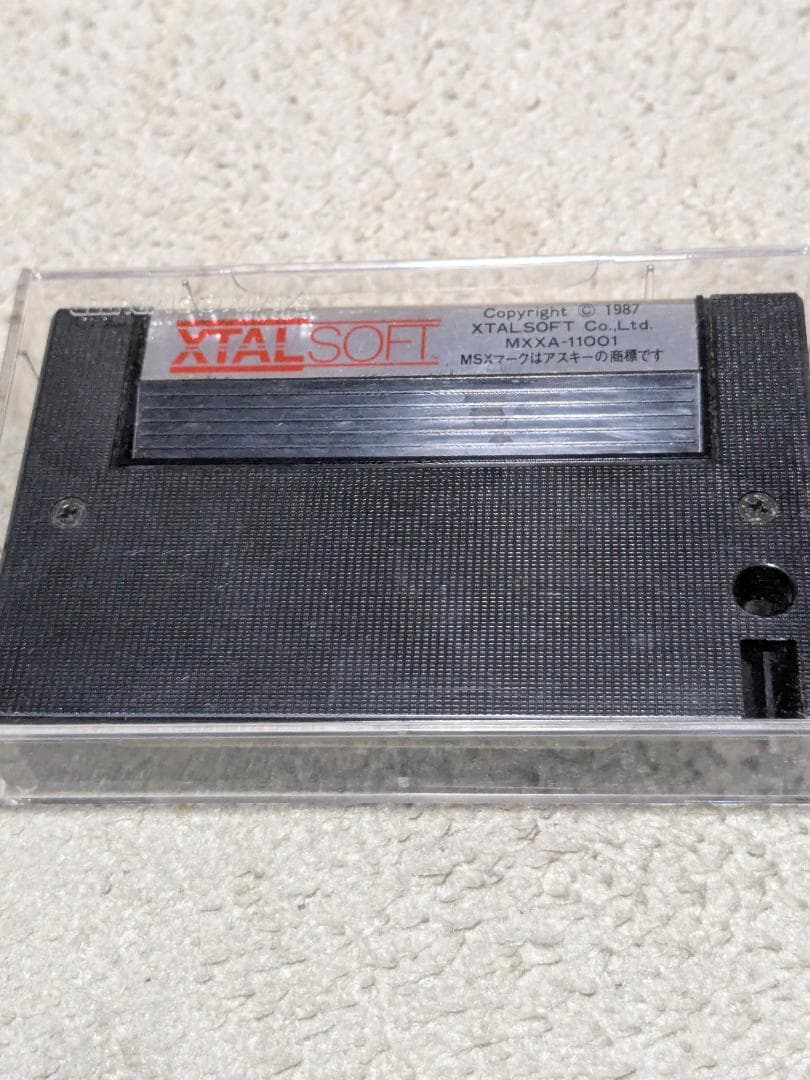 XTALSOFT
Copyright © 1987
XTALSOFT Co.,Ltd.
MXXA-11001
MSXマークはアスキーの商標です